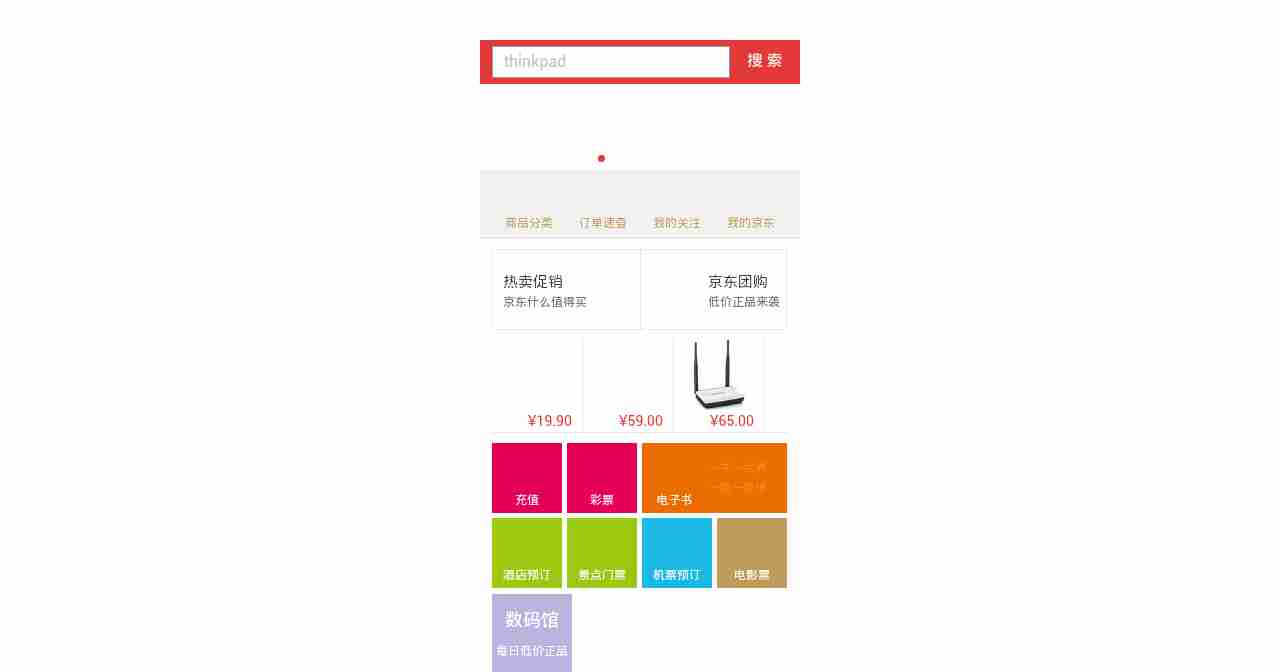 thinkpad 搜 索
商品分类 订单速查 我的关注 我的京东
热卖促销 京东团购
京东什么值得买 低价正品来袭
¥19.90 ¥59.00 ¥65.00
充值 彩票 电子书
酒店预订 景点门票 机票预订 电影票
数码馆
每日低价正品